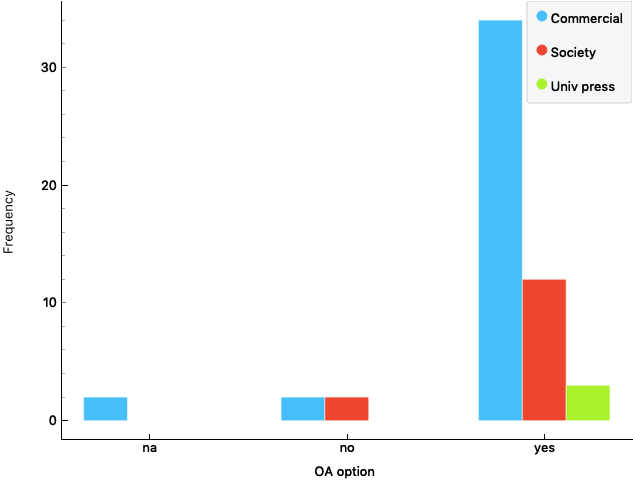 Commercial
Society
Univ press
Frequency
30
20
10
0
na no yes
OA option